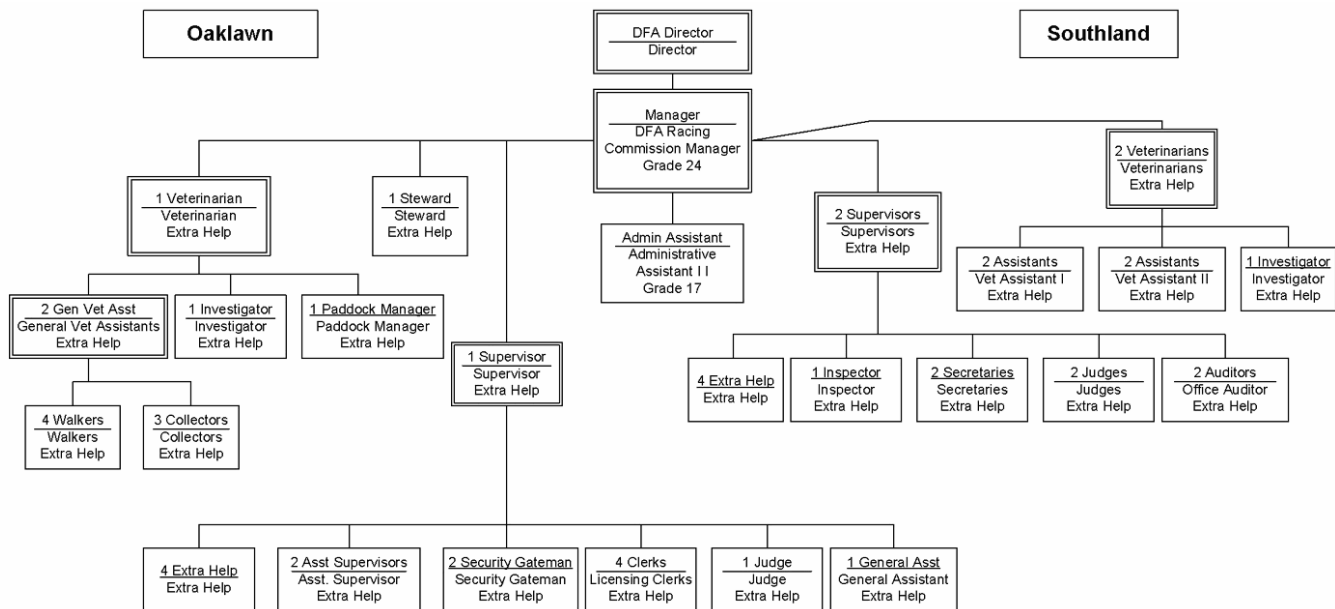 Oaklawn
DFA Director
Director
Southland
Manager
DFA Racing
Commission Manager
Grade 24
1 Veterinarian
Veterinarian
Extra Help
1 Steward
Steward
Extra Help
2 Supervisors
Supervisors
Extra Help
2 Veterinarians
Veterinarians
Extra Help
Admin Assistant
Administrative
Assistant I I
Grade 17
2 Assistants
Vet Assistant I
Extra Help
2 Assistants
Vet Assistant II
Extra Help
1 Investigator
Investigator
Extra Help
2 Gen Vet Asst
General Vet Assistants
Extra Help
1 Investigator
Investigator
Extra Help
1 Paddock Manager
Paddock Manager
Extra Help
1 Supervisor
Supervisor
Extra Help
4 Extra Help
Extra Help
1 Inspector
Inspector
Extra Help
2 Secretaries
Secretaries
Extra Help
2 Judges
Judges
Extra Help
2 Auditors
Office Auditor
Extra Help
4 Walkers
Walkers
Extra Help
3 Collectors
Collectors
Extra Help
4 Extra Help
Extra Help
2 Asst Supervisors
Asst. Supervisor
Extra Help
2 Security Gateman
Security Gateman
Extra Help
4 Clerks
Licensing Clerks
Extra Help
1 Judge
Judge
Extra Help
1 General Asst
General Assistant
Extra Help